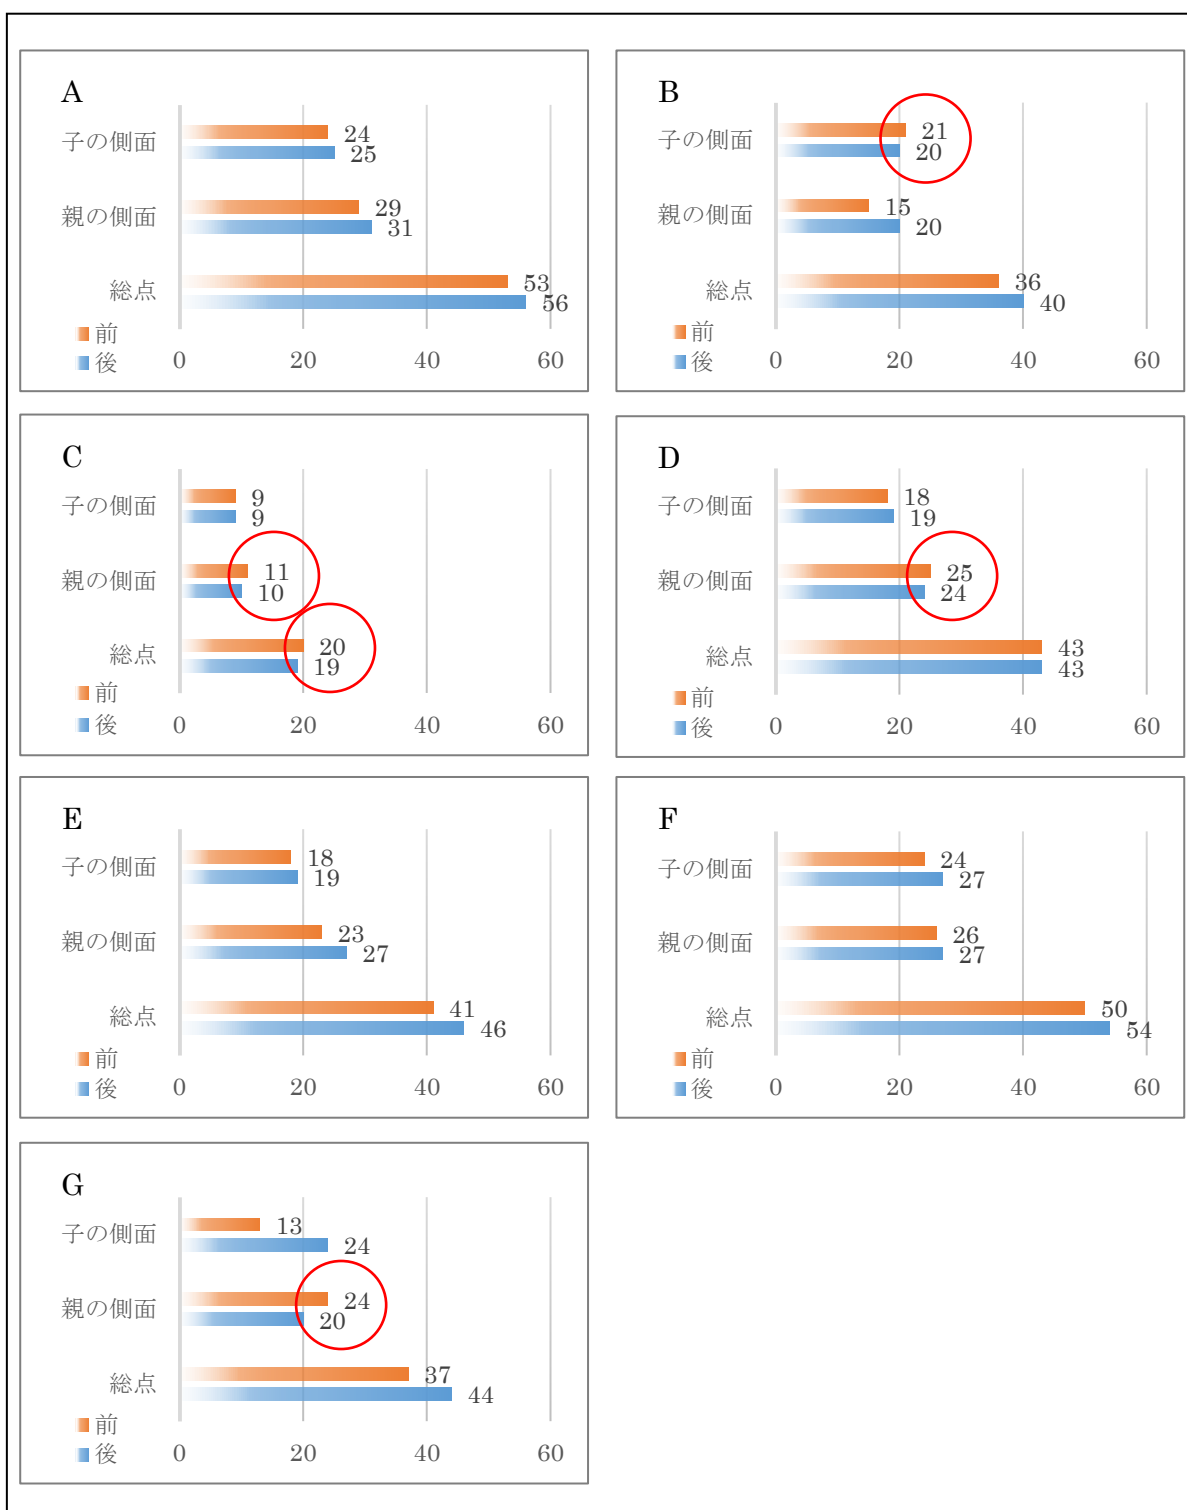 A
子の側面 24
25
親の側面 29
31
総点 53
56
前
後
0 20 40 60
B
子の側面 21
20
親の側面 15
20
総点 36
40
前
後
0 20 40 60
C
子の側面 9
9
親の側面 11
10
総点 20
19
前
後
0 20 40 60
D
子の側面 18
19
親の側面 25
24
総点 43
43
前
後
0 20 40 60
E
子の側面 18
19
親の側面 23
27
総点 41
46
前
後
0 20 40 60
F
子の側面 24
27
親の側面 26
27
総点 50
54
前
後
0 20 40 60
G
子の側面 13
24
親の側面 24
20
総点 37
44
前
後
0 20 40 60